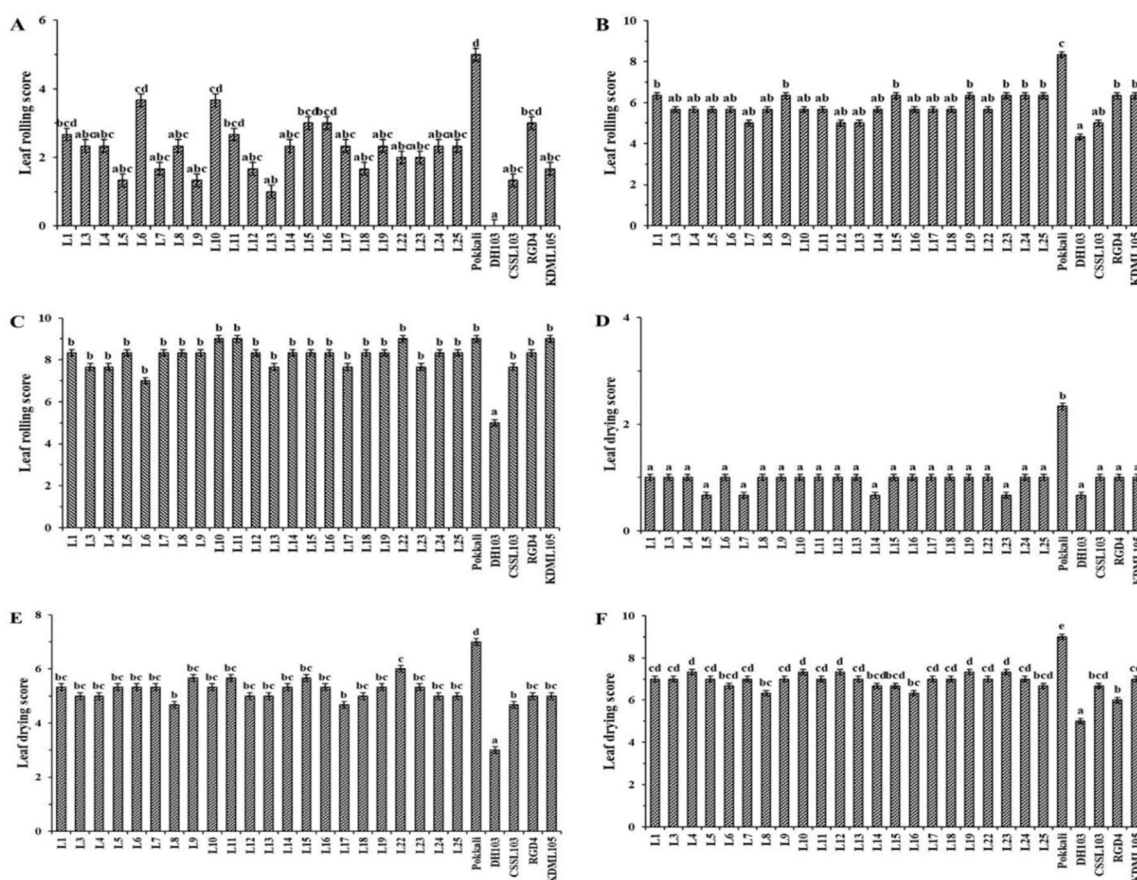 A
Leaf rolling score
6
4
2
0
bcd abc abc abc cd abc abc abc cd bcd abc ab abc bcd bcd abc abc abc abc abc abc abc d a abc bcd abc
L1 L3 L4 L5 L6 L7 L8 L9 L10 L11 L12 L13 L14 L15 L16 L17 L18 L19 L22 L23 L24 L25 Pokkali DH103 CSSL103 RGD4 KDML105
B
Leaf rolling score
10
8
6
4
2
0
b ab ab ab ab ab ab b ab ab ab ab ab b ab ab ab b ab b b b c a ab b b
L1 L3 L4 L5 L6 L7 L8 L9 L10 L11 L12 L13 L14 L15 L16 L17 L18 L19 L22 L23 L24 L25 Pokkali DH103 CSSL103 RGD4 KDML105
C
Leaf rolling score
10
8
6
4
2
0
b b b b b b b b b b b b b b b b b b b b b b b a b b b
L1 L3 L4 L5 L6 L7 L8 L9 L10 L11 L12 L13 L14 L15 L16 L17 L18 L19 L22 L23 L24 L25 Pokkali DH103 CSSL103 RGD4 KDML105
D
Leaf drying score
4
2
0
a a a a a a a a a a a a a a a a a a a a a a b a a a a
L1 L3 L4 L5 L6 L7 L8 L9 L10 L11 L12 L13 L14 L15 L16 L17 L18 L19 L22 L23 L24 L25 Pokkali DH103 CSSL103 RGD4 KDML105
E
Leaf drying score
8
6
4
2
0
bc bc bc bc bc bc b bc bc bc bc bc bc bc bc b bc bc c bc bc bc d a b bc bc
L1 L3 L4 L5 L6 L7 L8 L9 L10 L11 L12 L13 L14 L15 L16 L17 L18 L19 L22 L23 L24 L25 Pokkali DH103 CSSL103 RGD4 KDML105
F
Leaf drying score
10
8
6
4
2
0
cd cd d cd bcd cd bc cd d cd d cd bcd bcd bc cd cd d cd d cd bcd e a bcd b cd
L1 L3 L4 L5 L6 L7 L8 L9 L10 L11 L12 L13 L14 L15 L16 L17 L18 L19 L22 L23 L24 L25 Pokkali DH103 CSSL103 RGD4 KDML105